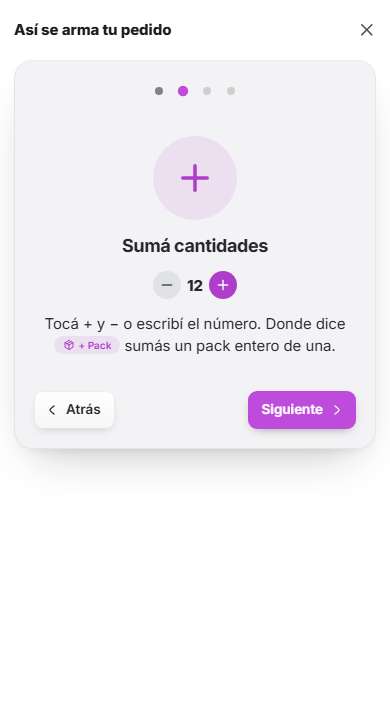 Así se arma tu pedido
Sumá cantidades
− 12 +
Tocá + y − o escribí el número. Donde dice
+ Pack sumás un pack entero de una.
Atrás
Siguiente